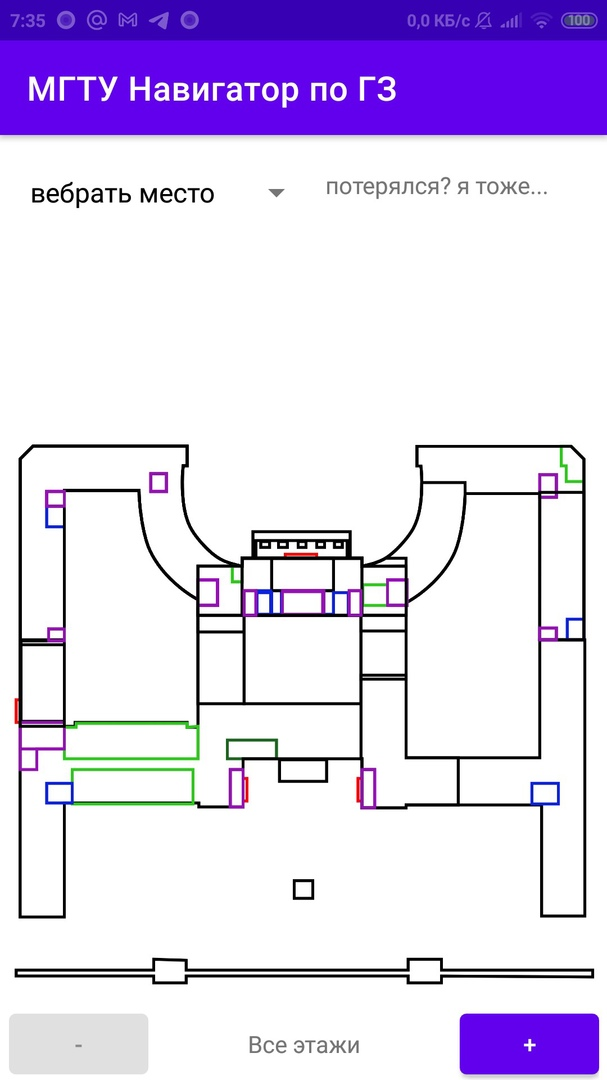 7:35 0,0 КБ/с 100
МГТУ Навигатор по ГЗ
вебрать место
потерялся? я тоже...
- Все этажи +